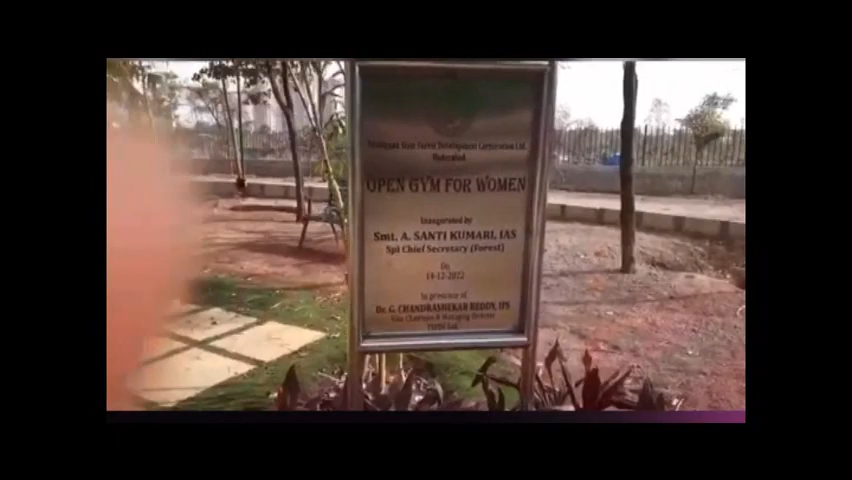 Telangana State Forest Development Corporation Ltd.
Hyderabad
OPEN GYM FOR WOMEN
Inaugurated by
Smt. A. SANTI KUMARI, IAS
Spl Chief Secretary (Forest)
On
14-12-2022
In presence of
Dr. G. CHANDRASHEKAR REDDY, IFS
Vice Chairman & Managing Director
TSFDC Ltd.